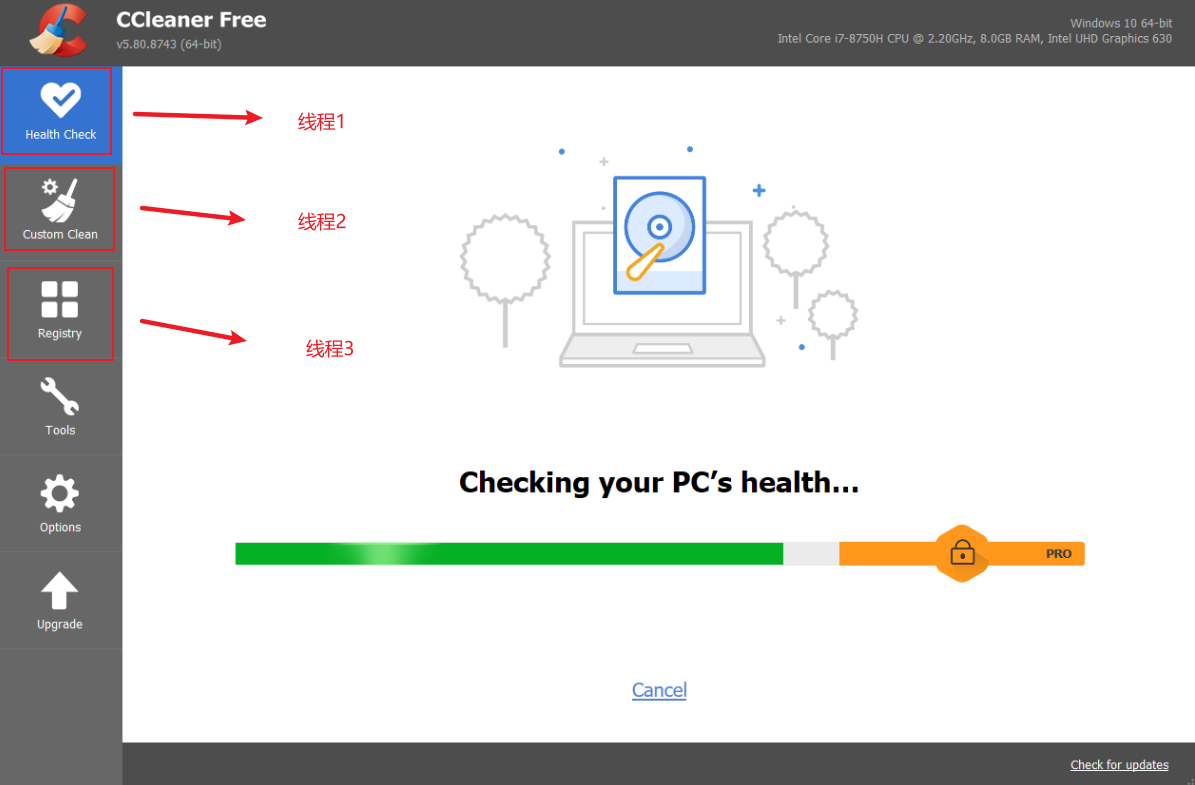 CCleaner Free
v5.80.8743 (64-bit)
Windows 10 64-bit
Intel Core i7-8750H CPU @ 2.20GHz, 8.0GB RAM, Intel UHD Graphics 630
Health Check
线程1
Custom Clean
线程2
Registry
线程3
Tools
Options
Upgrade
Checking your PC’s health...
PRO
Cancel
Check for updates